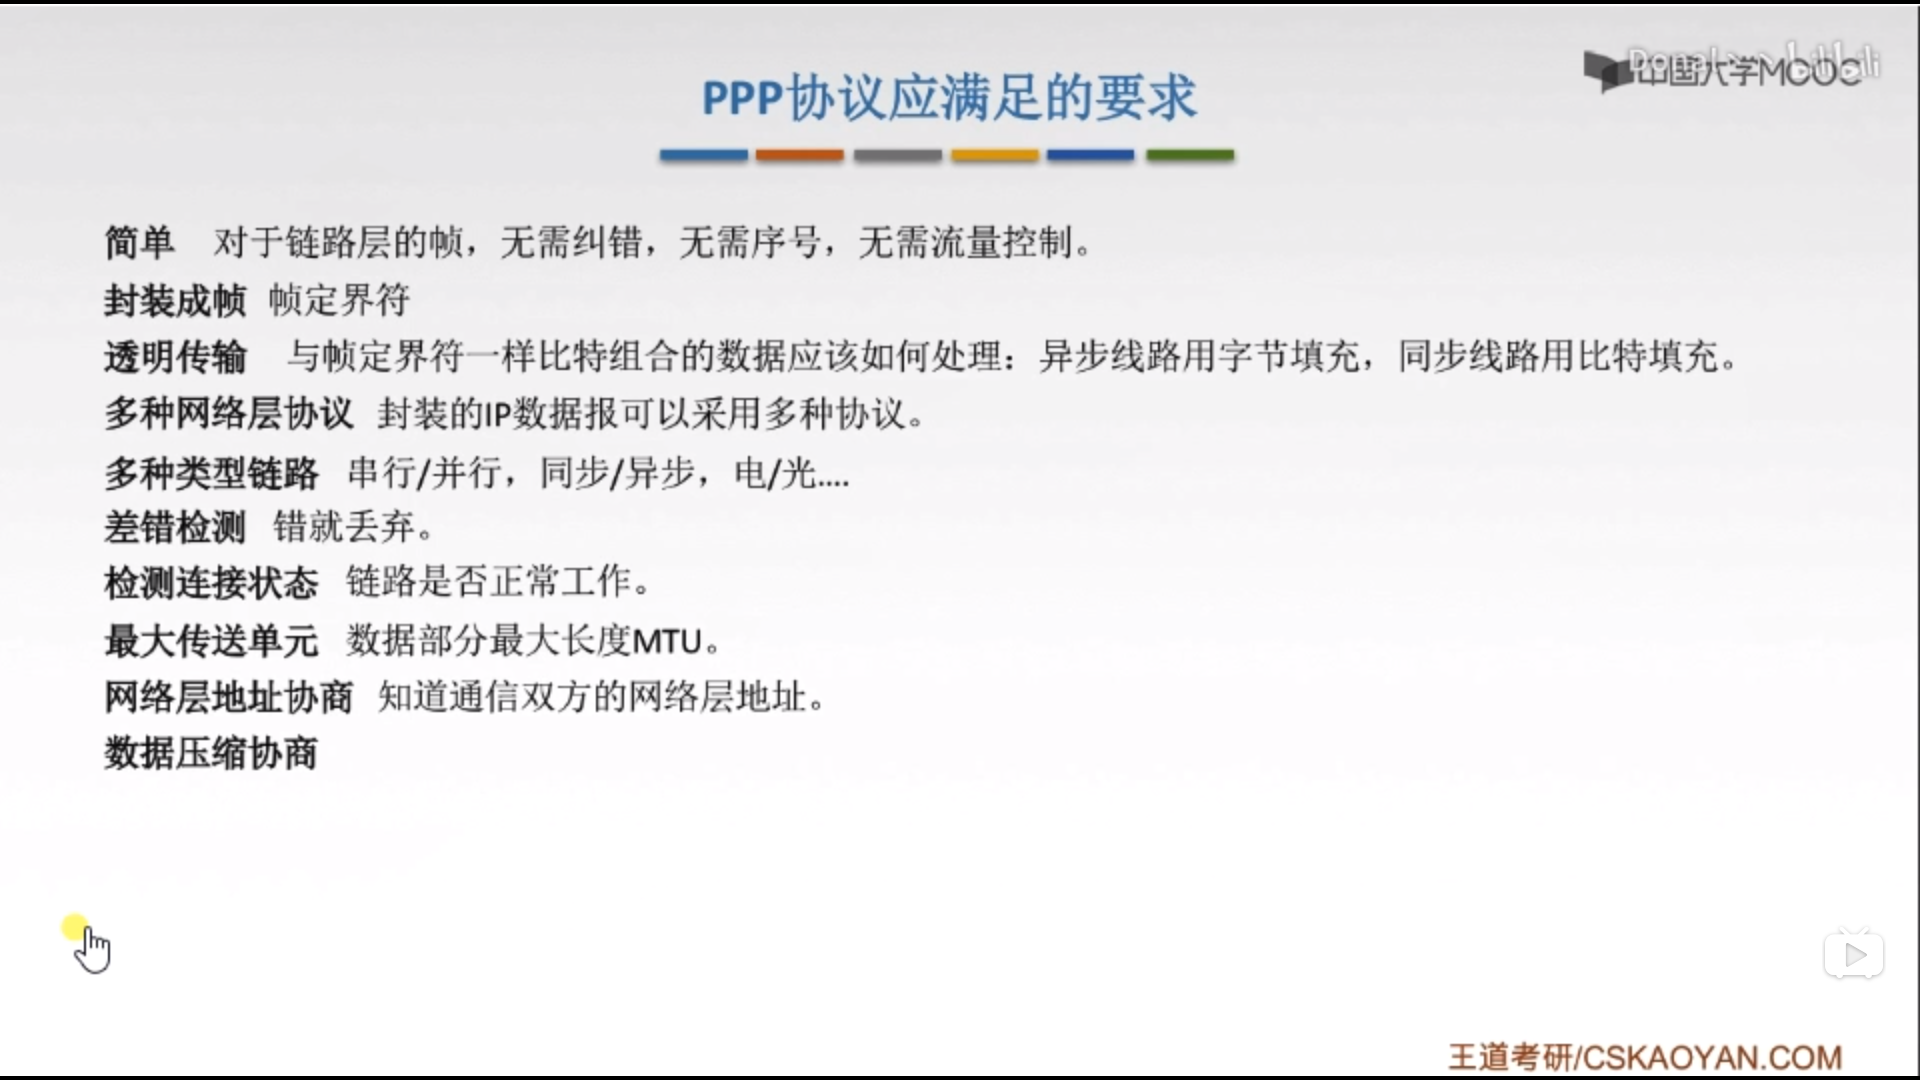 PPP协议应满足的要求
中国大学MOOC
简单 对于链路层的帧，无需纠错，无需序号，无需流量控制。
封装成帧 帧定界符
透明传输 与帧定界符一样比特组合的数据应该如何处理：异步线路用字节填充，同步线路用比特填充。
多种网络层协议 封装的IP数据报可以采用多种协议。
多种类型链路 串行/并行，同步/异步，电/光....
差错检测 错就丢弃。
检测连接状态 链路是否正常工作。
最大传送单元 数据部分最大长度MTU。
网络层地址协商 知道通信双方的网络层地址。
数据压缩协商
王道考研/CSKAOYAN.COM